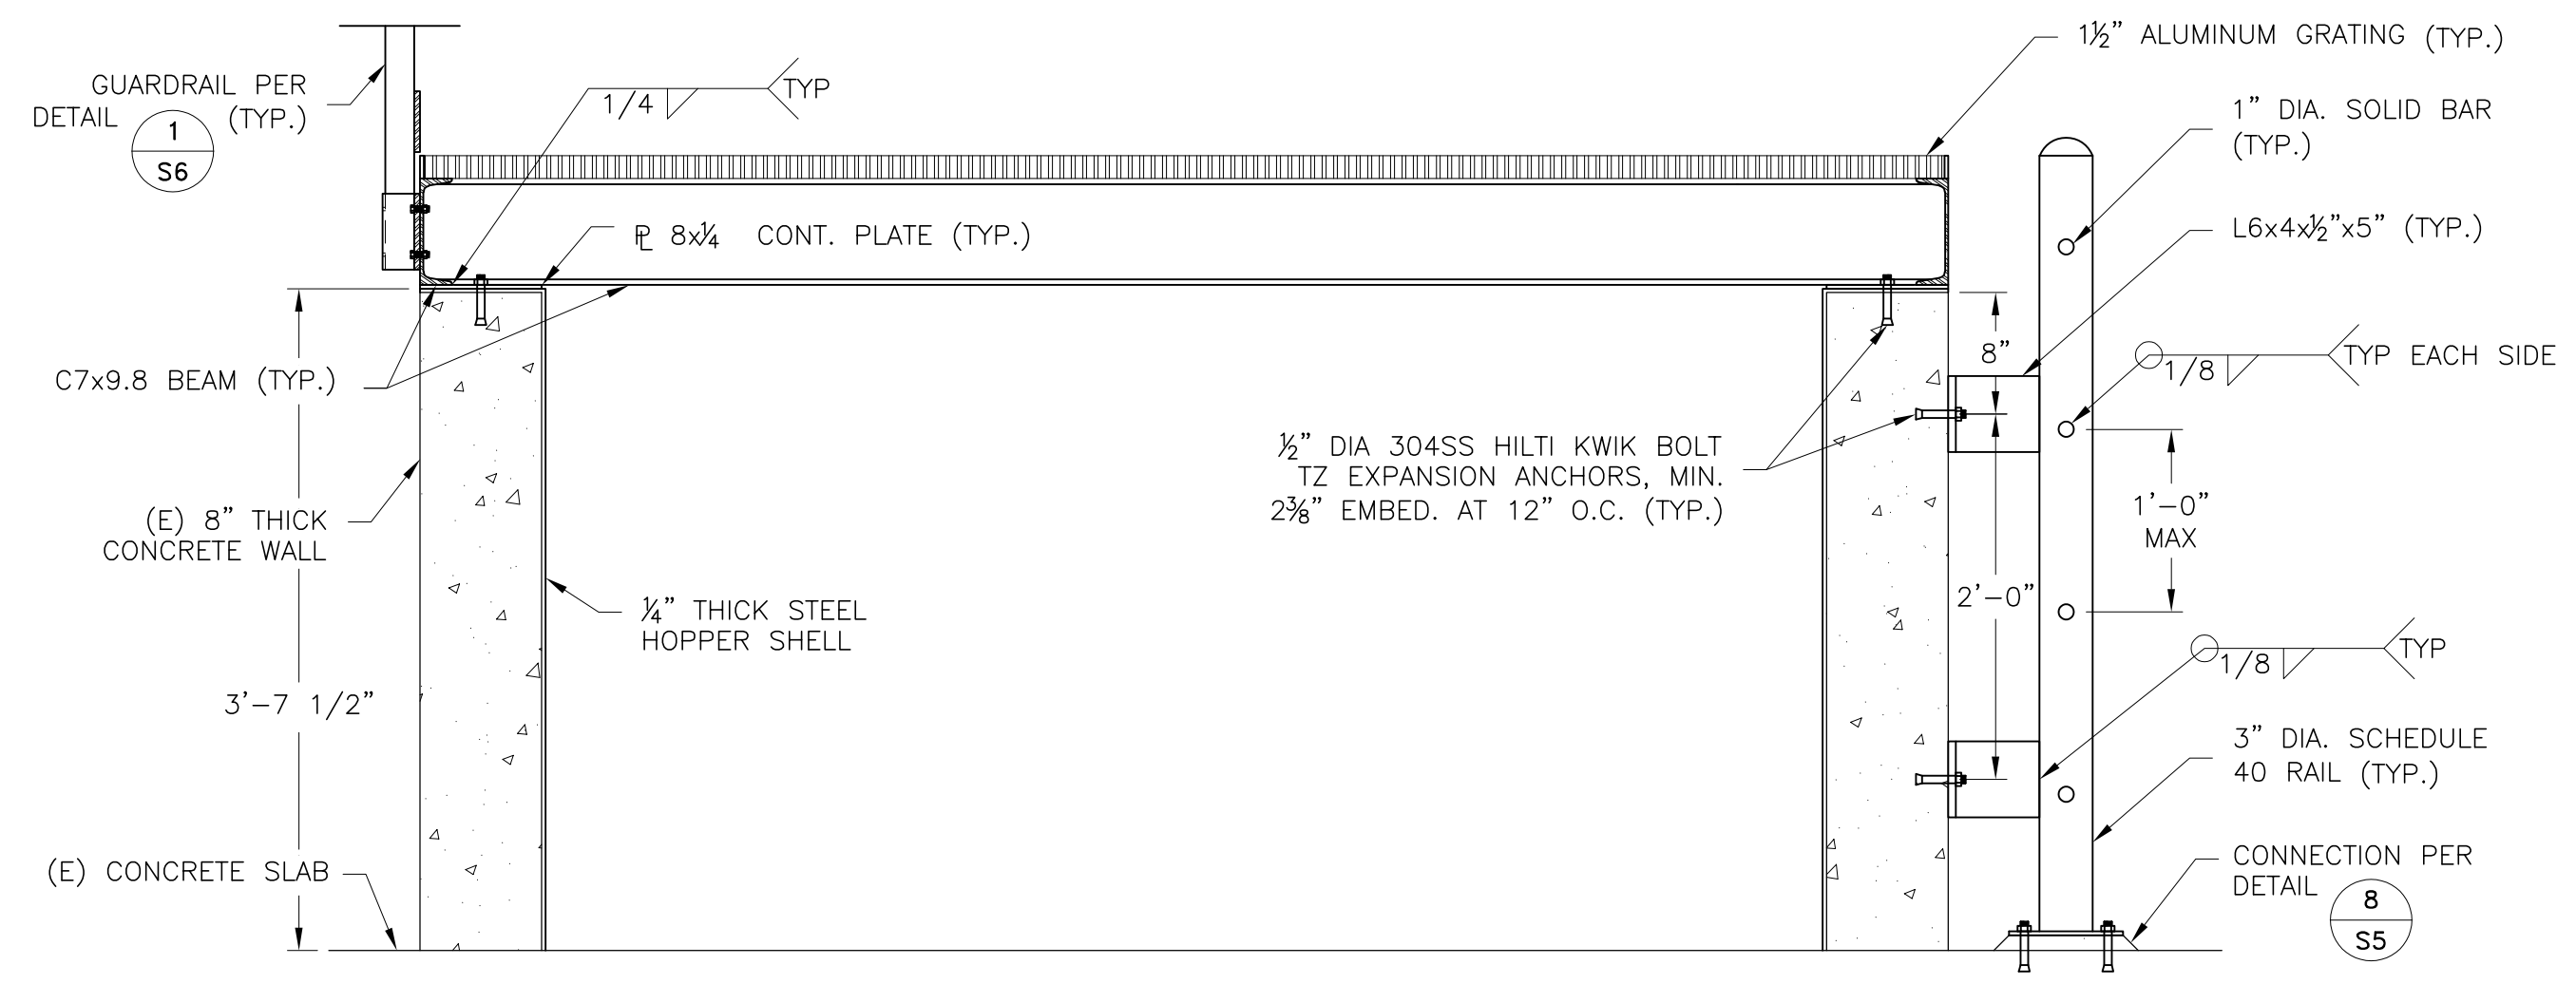 GUARDRAIL PER
DETAIL 1 (TYP.)
S6
1/4 TYP
1½” ALUMINUM GRATING (TYP.)
1” DIA. SOLID BAR
(TYP.)
L6x4x½”x5” (TYP.)
PL 8x¼ CONT. PLATE (TYP.)
C7x9.8 BEAM (TYP.)
8”
1/8 TYP EACH SIDE
½” DIA 304SS HILTI KWIK BOLT
TZ EXPANSION ANCHORS, MIN.
2⅜” EMBED. AT 12” O.C. (TYP.)
(E) 8” THICK
CONCRETE WALL
1’-0”
MAX
2’-0”
¼” THICK STEEL
HOPPER SHELL
1/8 TYP
3’-7 1/2”
3” DIA. SCHEDULE
40 RAIL (TYP.)
(E) CONCRETE SLAB
CONNECTION PER
DETAIL 8
S5